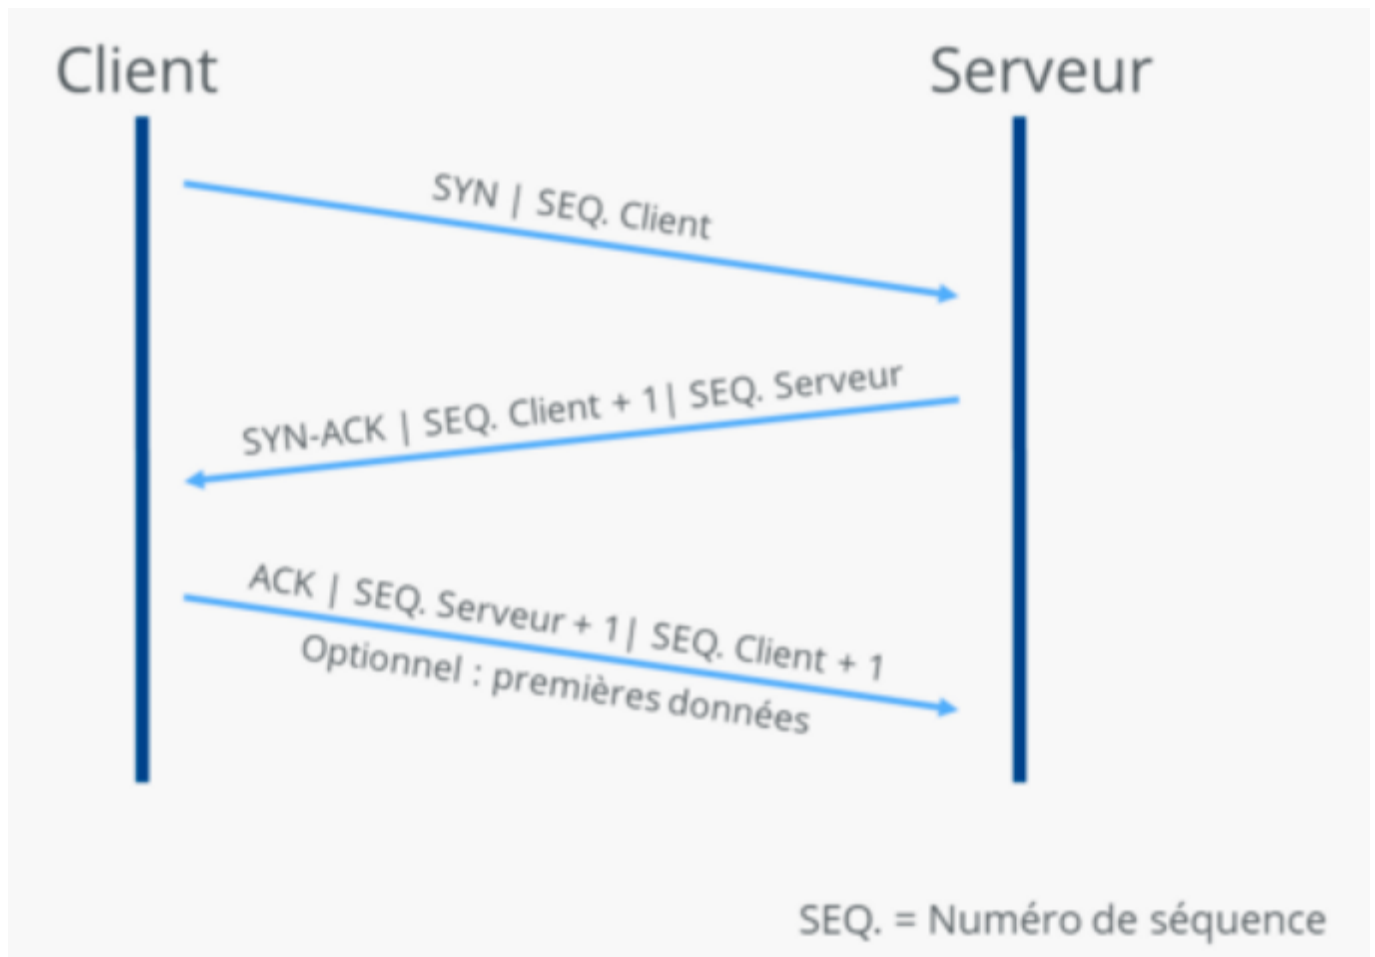 Client
Serveur
SYN | SEQ. Client
SYN-ACK | SEQ. Client + 1| SEQ. Serveur
ACK | SEQ. Serveur + 1| SEQ. Client + 1
Optionnel : premières données
SEQ. = Numéro de séquence